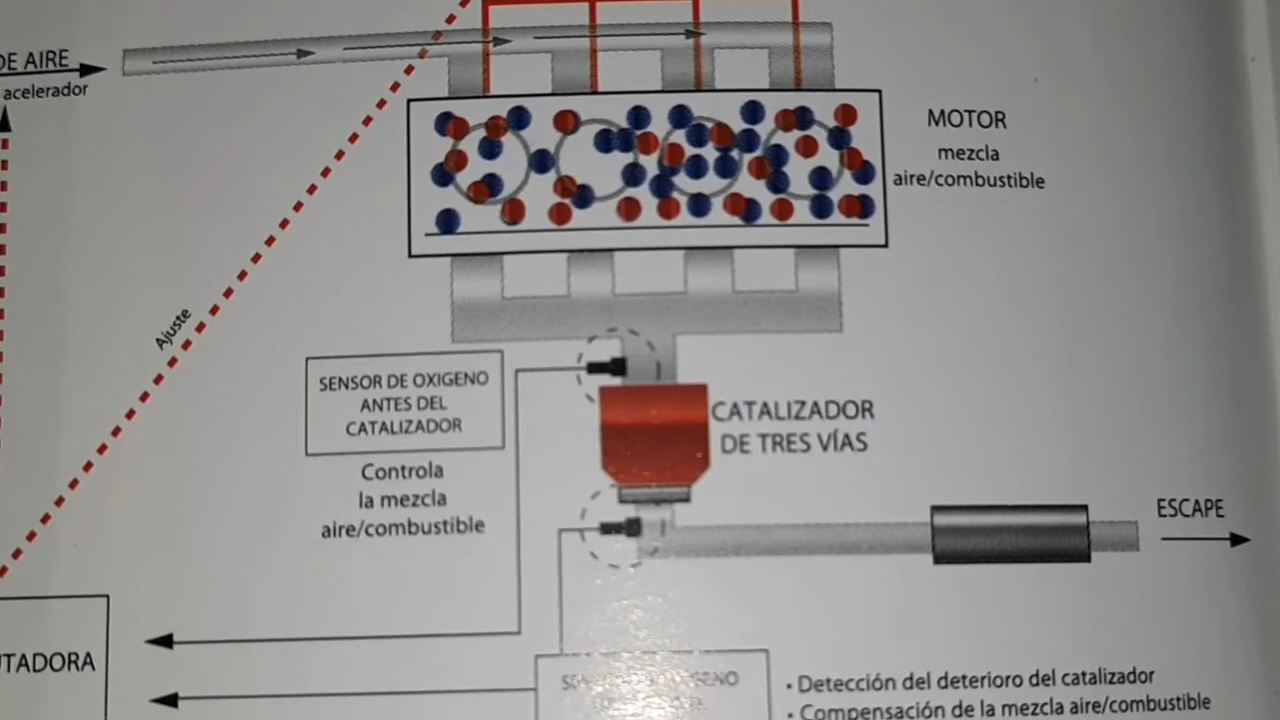 DE AIRE
acelerador
MOTOR
mezcla
aire/combustible
Ajuste
SENSOR DE OXIGENO
ANTES DEL
CATALIZADOR
Controla
la mezcla
aire/combustible
CATALIZADOR
DE TRES VÍAS
ESCAPE
UTADORA
• Detección del deterioro del catalizador
• Compensación de la mezcla aire/combustible